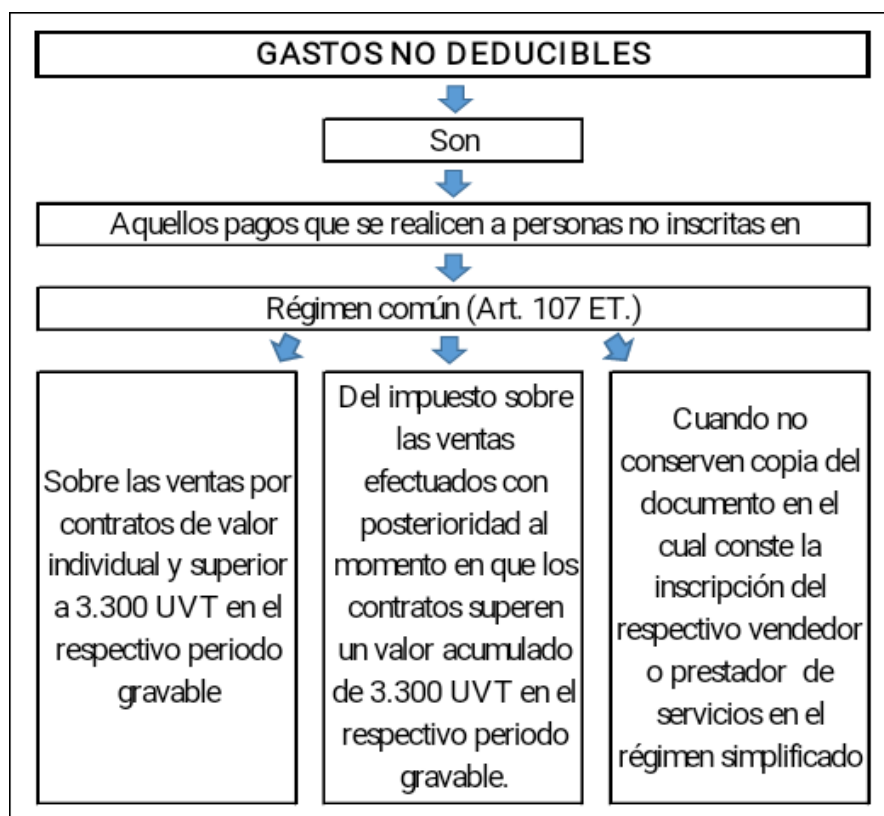 GASTOS NO DEDUCIBLES
Son
Aquellos pagos que se realicen a personas no inscritas en
Régimen común (Art. 107 ET.)
Sobre las ventas por
contratos de valor
individual y superior
a 3.300 UVT en el
respectivo periodo
gravable
Del impuesto sobre
las ventas
efectuados con
posterioridad al
momento en que los
contratos superen
un valor acumulado
de 3.300 UVT en el
respectivo periodo
gravable.
Cuando no
conserven copia del
documento en el
cual conste la
inscripción del
respectivo vendedor
o prestador de
servicios en el
régimen simplificado